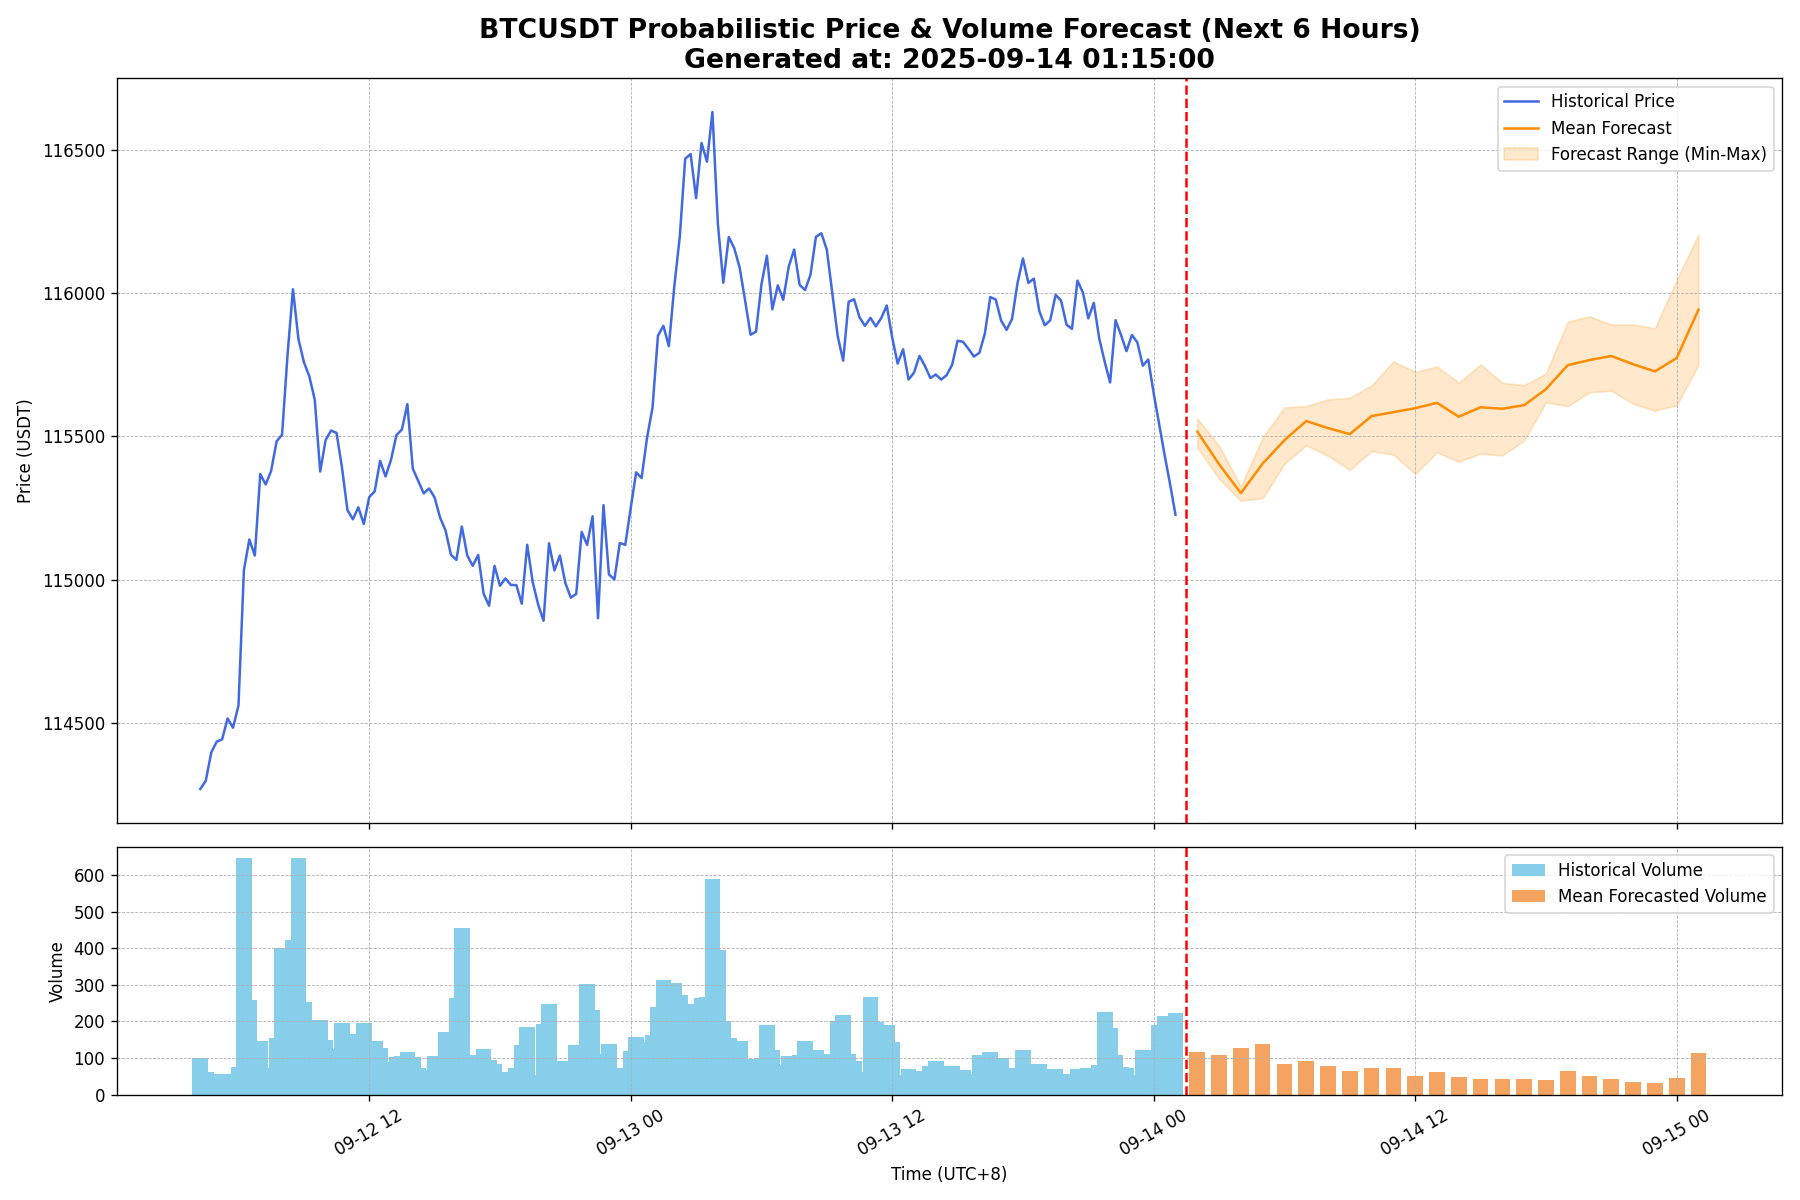 BTCUSDT Probabilistic Price & Volume Forecast (Next 6 Hours)
Generated at: 2025-09-14 01:15:00
Historical Price
Mean Forecast
Forecast Range (Min-Max)
116500
116000
115500
115000
114500
Price (USDT)
Historical Volume
Mean Forecasted Volume
600
500
400
300
200
100
0
Volume
09-12 12
09-13 00
09-13 12
09-14 00
09-14 12
09-15 00
Time (UTC+8)